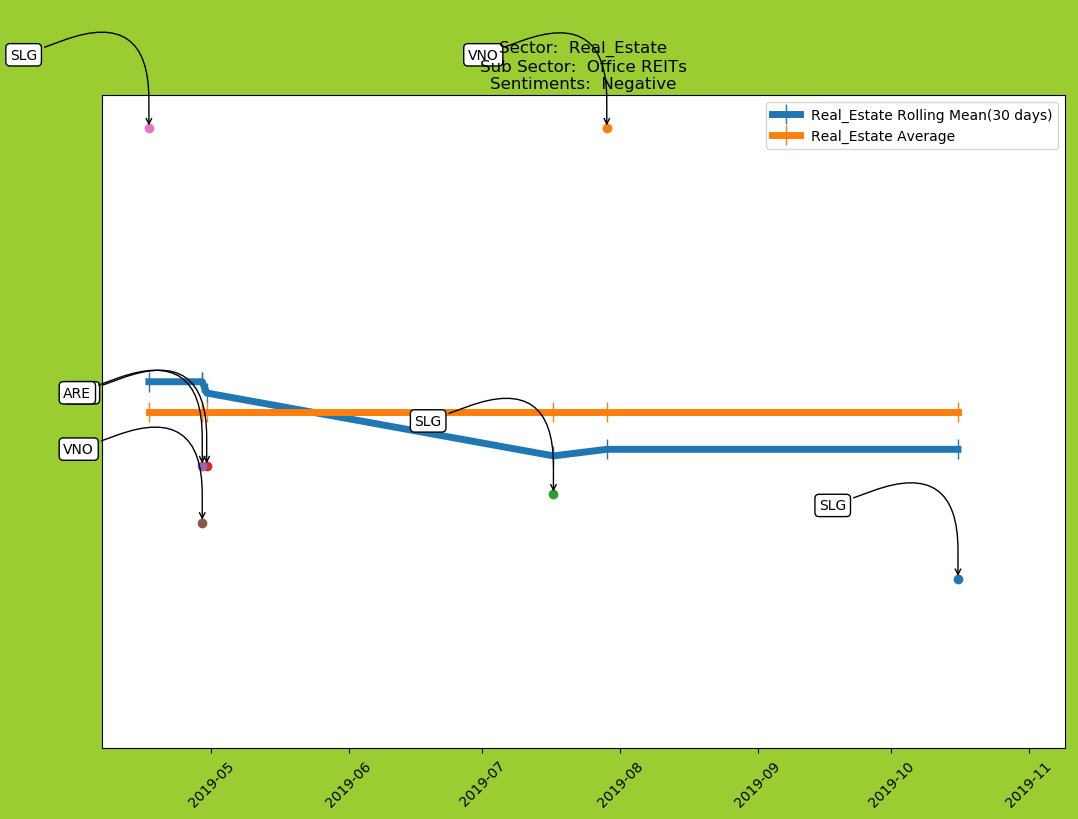 SLG
VNO
Sector:  Real_Estate
Sub Sector:  Office REITs
Sentiments:  Negative
Real_Estate Rolling Mean(30 days)
Real_Estate Average
ARE
SLG
VNO
SLG
2019-05
2019-06
2019-07
2019-08
2019-09
2019-10
2019-11